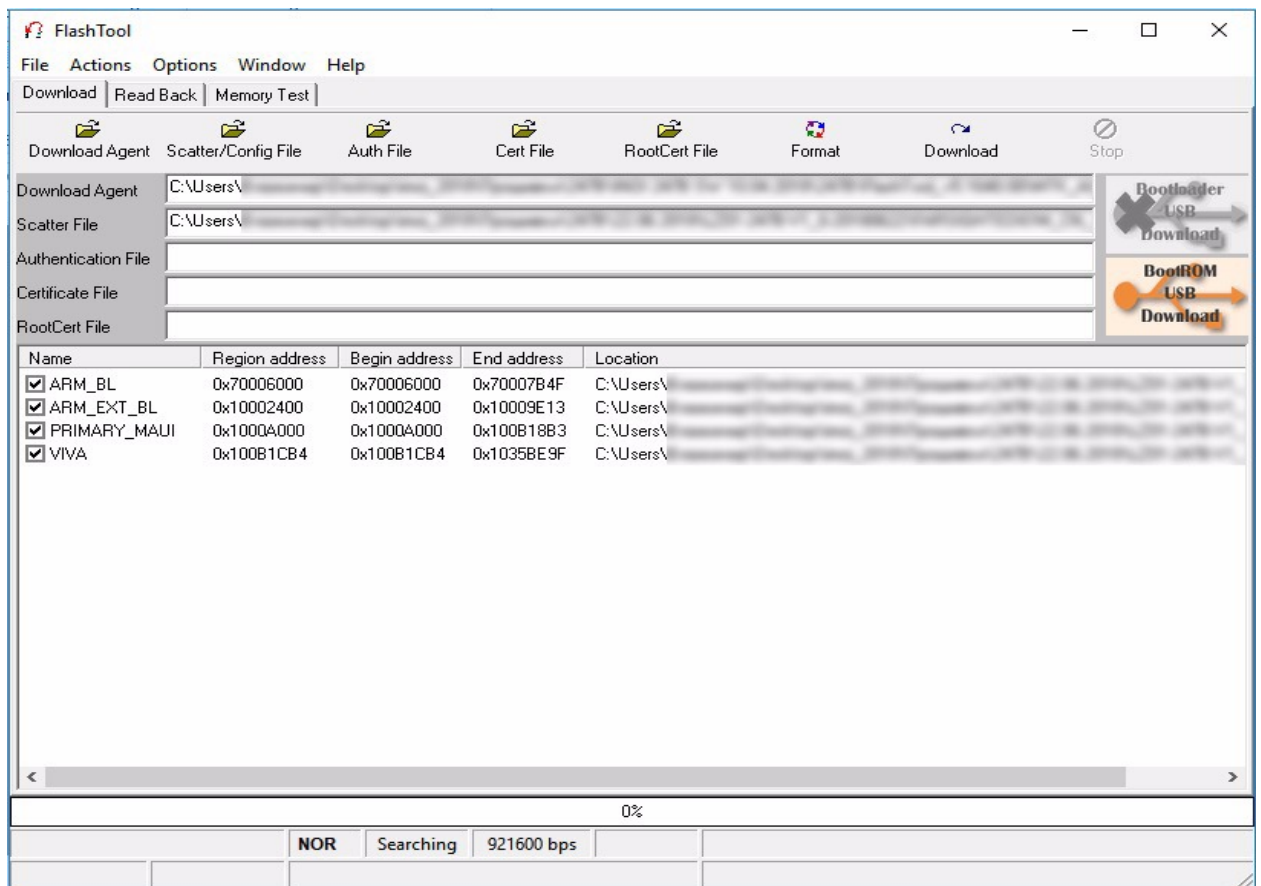 FlashTool
File Actions Options Window Help
Download Read Back Memory Test
Download Agent Scatter/Config File Auth File Cert File RootCert File Format Download Stop
Download Agent C:\Users\
Scatter File C:\Users\
Authentication File
Certificate File
RootCert File
Bootloader
USB
Download
BootROM
USB
Download
Name Region address Begin address End address Location
ARM_BL 0x70006000 0x70006000 0x70007B4F C:\Users\
ARM_EXT_BL 0x10002400 0x10002400 0x10009E13 C:\Users\
PRIMARY_MAUI 0x1000A000 0x1000A000 0x100B18B3 C:\Users\
VIVA 0x100B1CB4 0x100B1CB4 0x1035BE9F C:\Users\
0%
NOR Searching 921600 bps